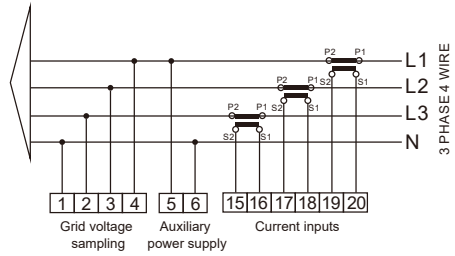 P2 P1
L1
S2 S1
P2 P1
L2
S2 S1
P2 P1
L3
S2 S1
N
3 PHASE 4 WIRE
1 2 3 4 5 6 15 16 17 18 19 20
Grid voltage sampling
Auxiliary power supply
Current inputs